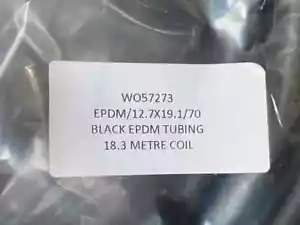 WO57273
EPDM/12.7X19.1/70
BLACK EPDM TUBING
18.3 METRE COIL